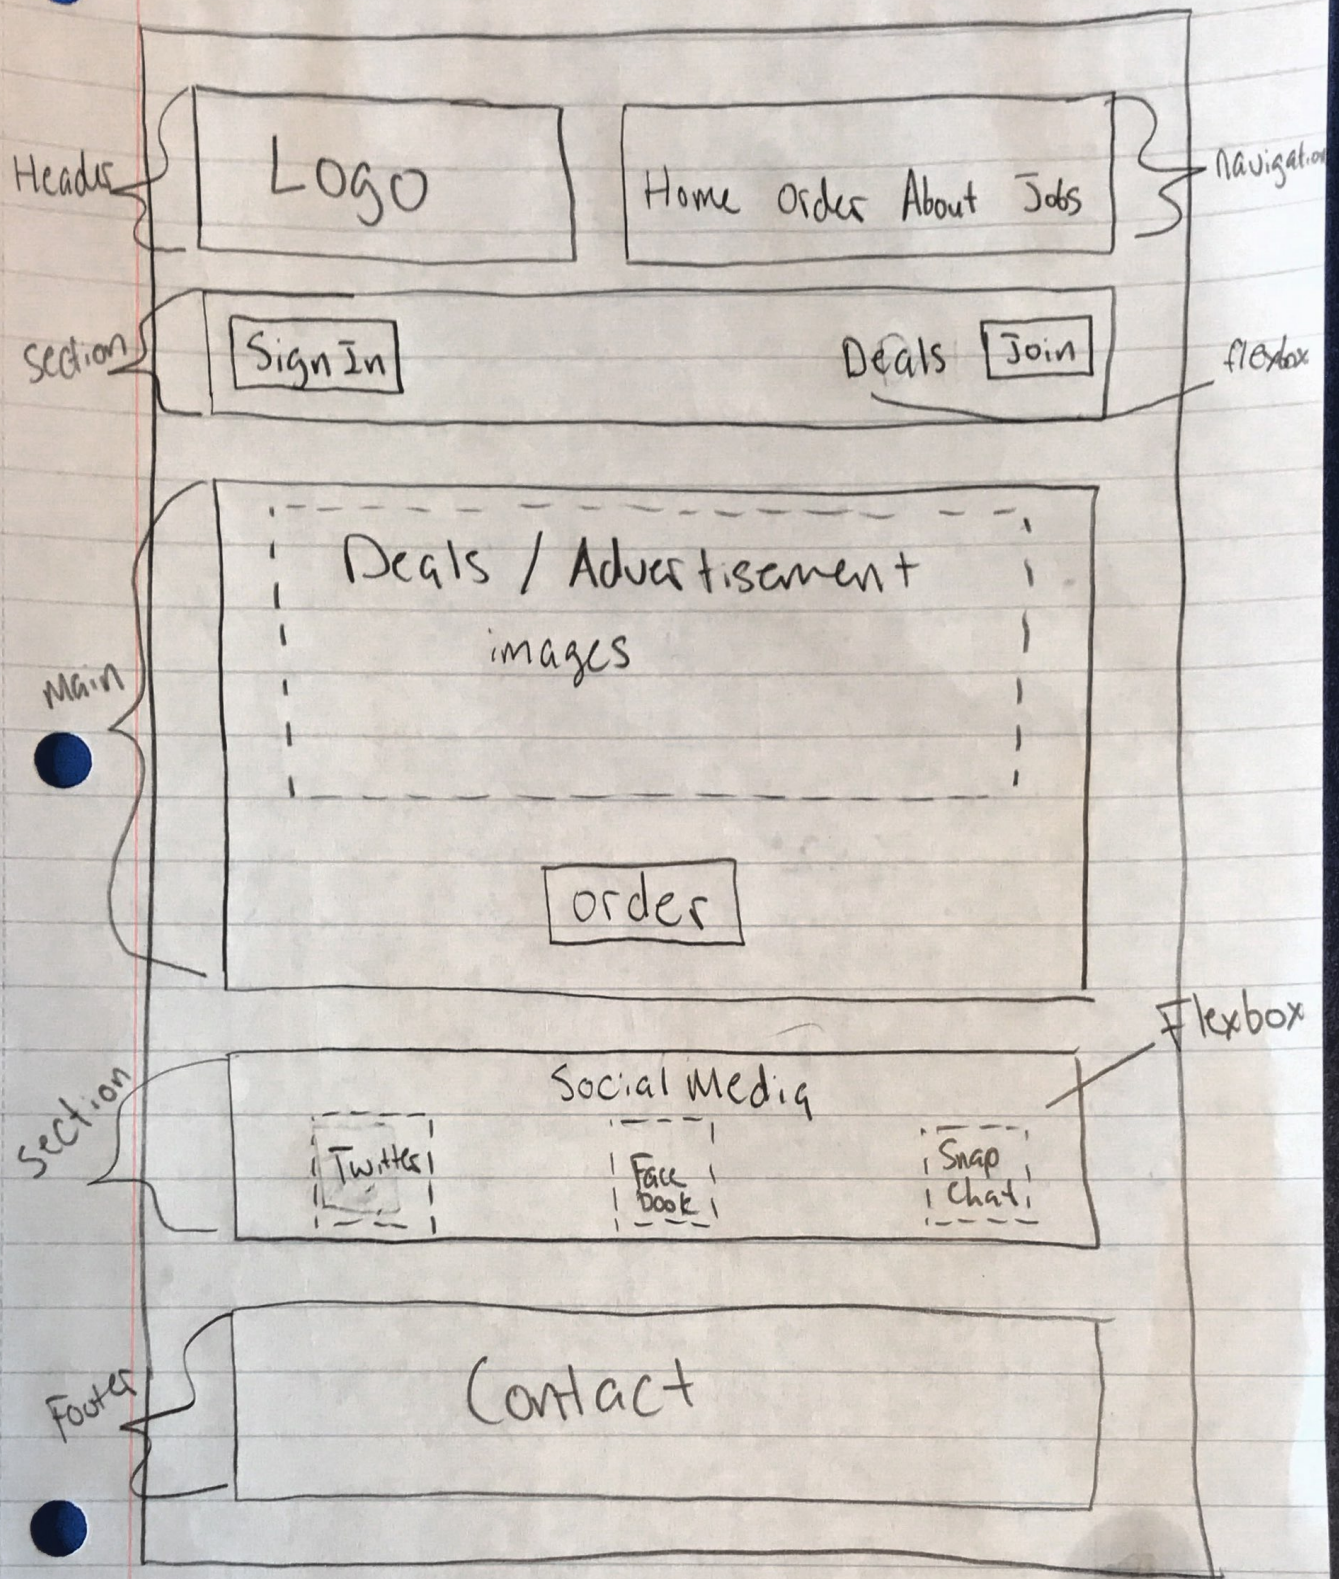 Header
Logo
Home Order About Jobs
navigation
Section
Sign In
Deals
Join
flexbox
Main
Deals / Advertisement
images
order
Flexbox
Section
Social Media
Twitter
Face
book
Snap
Chat
Footer
Contact